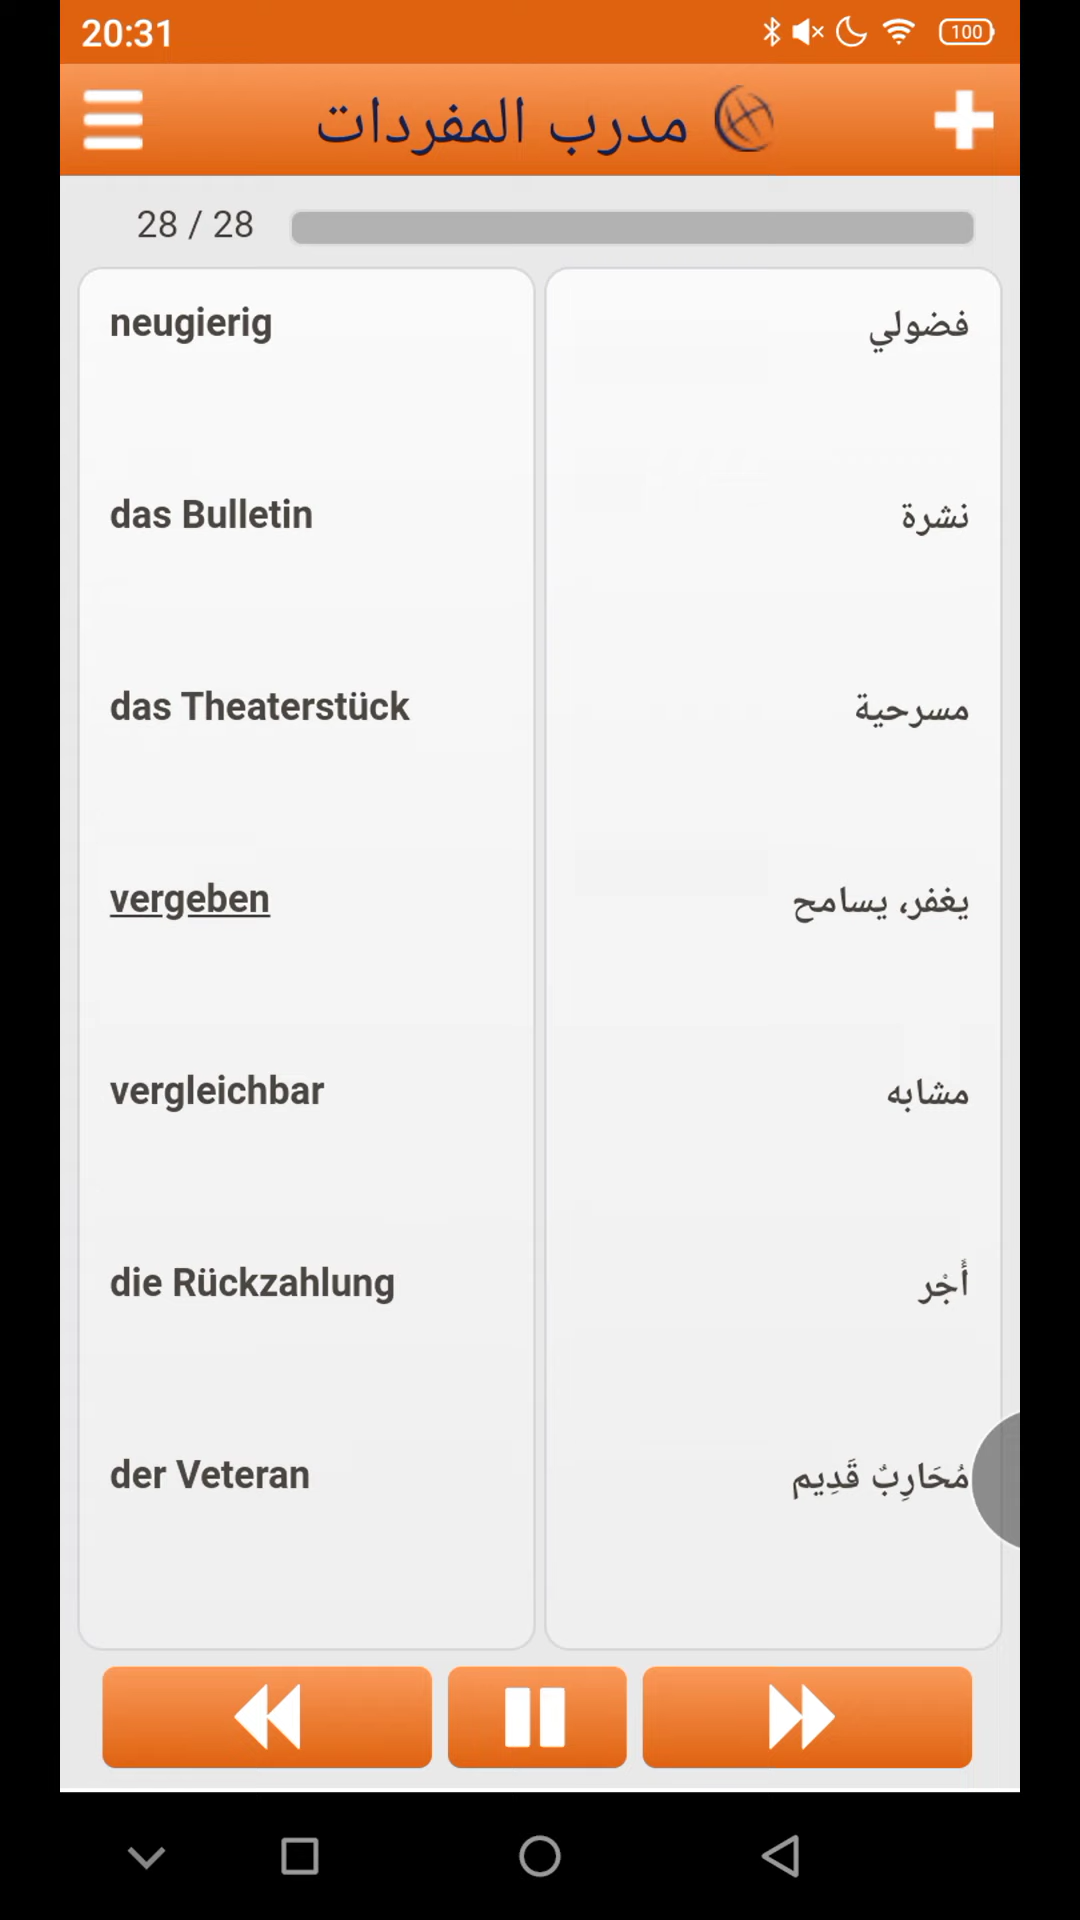 20:31
100
مدرب المفردات
28 / 28
neugierig
فضولي
das Bulletin
نشرة
das Theaterstück
مسرحية
vergeben
يغفر، يسامح
vergleichbar
مشابه
die Rückzahlung
أَجْر
der Veteran
مُحَارِبٌ قَدِيم